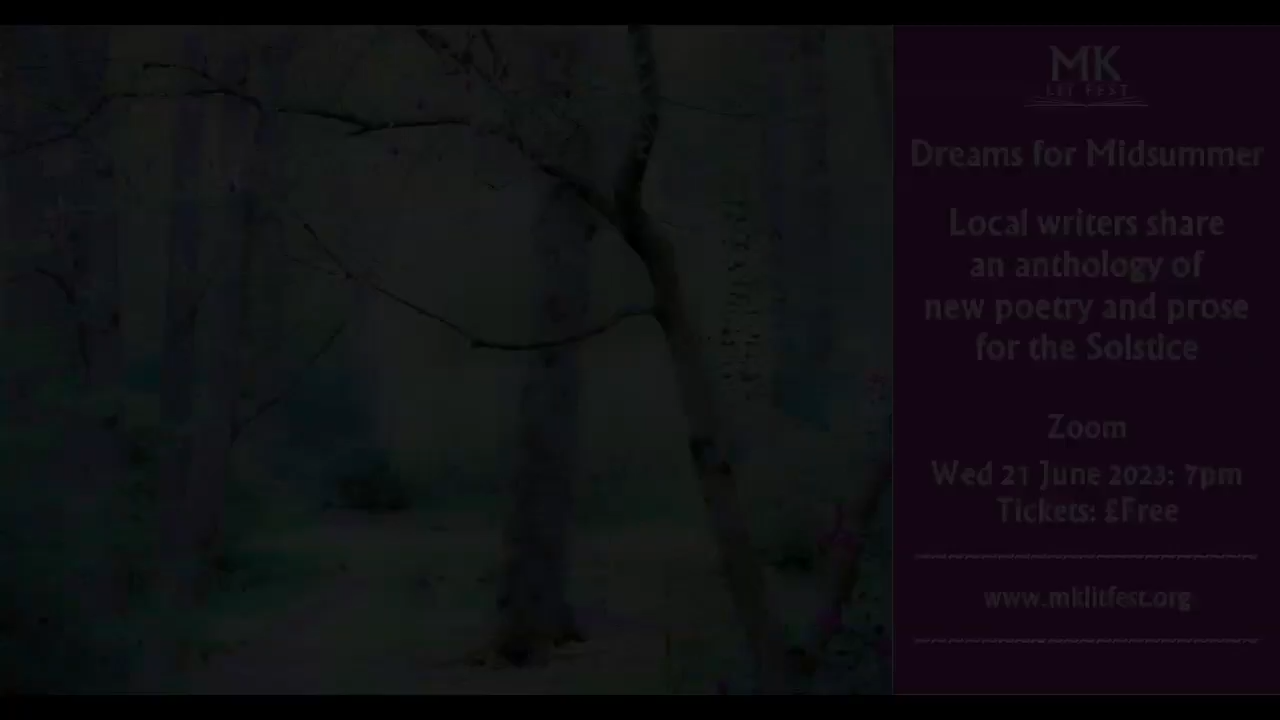 MK
LIT FEST
Dreams for Midsummer
Local writers share
an anthology of
new poetry and prose
for the Solstice
Zoom
Wed 21 June 2023: 7pm
Tickets: £Free
www.mklitfest.org